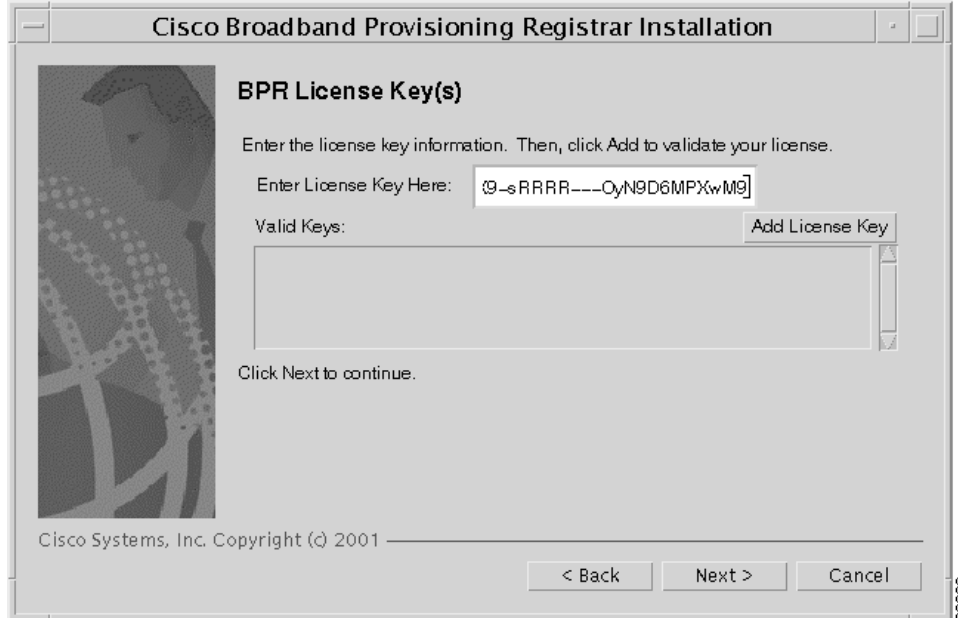 Cisco Broadband Provisioning Registrar Installation
BPR License Key(s)
Enter the license key information. Then, click Add to validate your license.
Enter License Key Here:
9-sRRRR---OyN9D6MPXwM9
Valid Keys:
Add License Key
Click Next to continue.
Cisco Systems, Inc. Copyright (c) 2001
< Back
Next >
Cancel